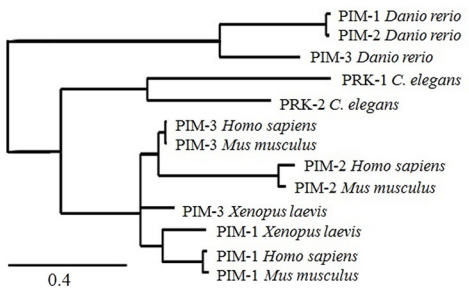 PIM-1 Danio rerio
PIM-2 Danio rerio
PIM-3 Danio rerio
PRK-1 C. elegans
PRK-2 C. elegans
PIM-3 Homo sapiens
PIM-3 Mus musculus
PIM-2 Homo sapiens
PIM-2 Mus musculus
PIM-3 Xenopus laevis
PIM-1 Xenopus laevis
PIM-1 Homo sapiens
PIM-1 Mus musculus
0.4